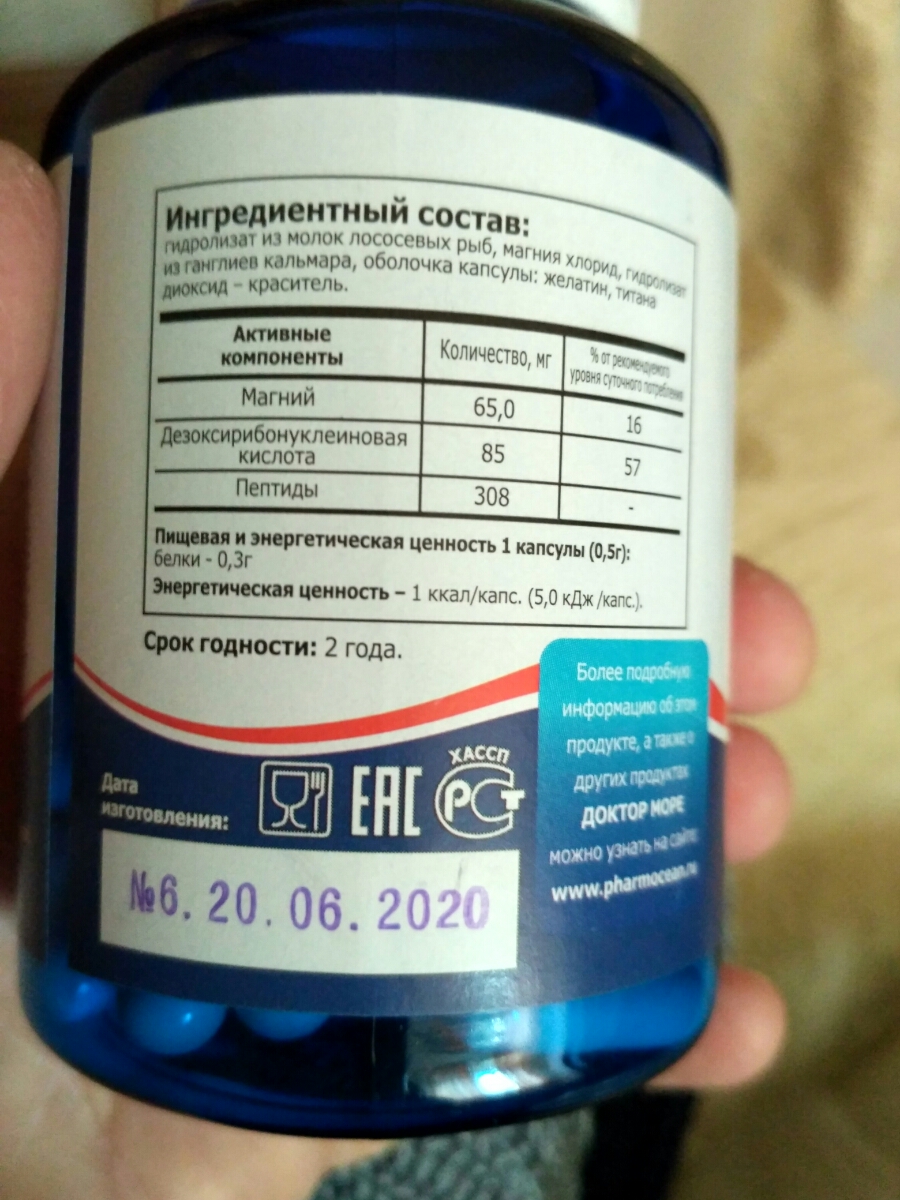 Ингредиентный состав:
гидролизат из молок лососевых рыб, магния хлорид, гидролизат
из ганглиев кальмара, оболочка капсулы: желатин, титана
диоксид – краситель.
Активные
компоненты
Количество, мг
% от рекомендуемого
уровня суточного потребления
Магний
65,0
16
Дезоксирибонуклеиновая
кислота
85
57
Пептиды
308
-
Пищевая и энергетическая ценность 1 капсулы (0,5г):
белки - 0,3г
Энергетическая ценность – 1 ккал/капс. (5,0 кДж /капс.).
Срок годности: 2 года.
Дата
изготовления:
ЕАС
ХАССП
РСТ
№6. 20. 06. 2020
Более подробную
информацию об этом
продукте, а также о
других продуктах
ДОКТОР МОРЕ
можно узнать на сайте
www.pharmocean.ru